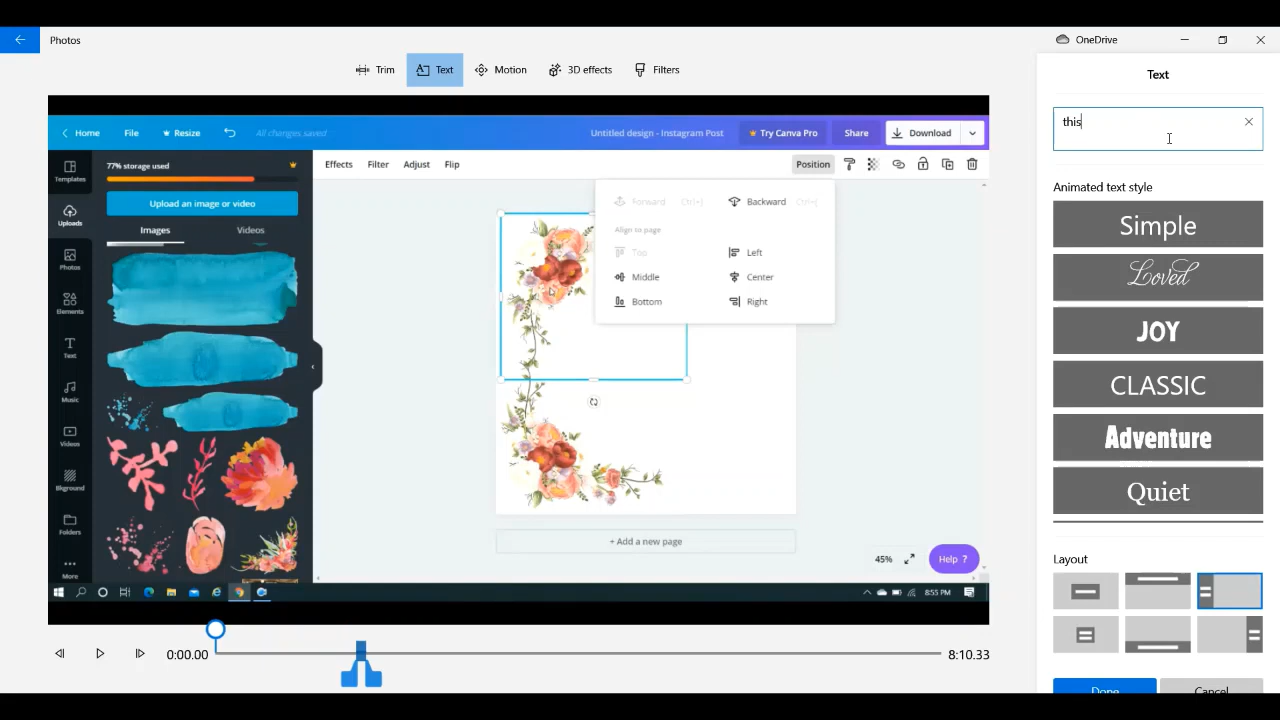 Photos
OneDrive
Trim
Text
Motion
3D effects
Filters
Text
this
Animated text style
Simple
Loved
JOY
CLASSIC
Adventure
Quiet
Layout
Done
Cancel
Home
File
Resize
All changes saved
Untitled design - Instagram Post
Try Canva Pro
Share
Download
Templates
Uploads
Photos
Elements
Text
Music
Videos
Bkground
Folders
More
77% storage used
Upload an image or video
Images
Videos
Effects
Filter
Adjust
Flip
Position
Forward Ctrl+]
Backward Ctrl+[
Align to page
Top
Left
Middle
Center
Bottom
Right
+ Add a new page
45%
Help ?
8:55 PM
0:00.00
8:10.33